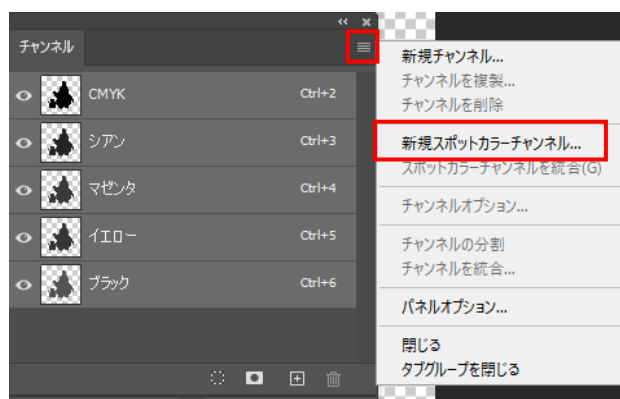 チャンネル
CMYK Ctrl+2
シアン Ctrl+3
マゼンタ Ctrl+4
イエロー Ctrl+5
ブラック Ctrl+6
新規チャンネル...
チャンネルを複製...
チャンネルを削除
新規スポットカラーチャンネル...
スポットカラーチャンネルを統合(G)
チャンネルオプション...
チャンネルの分割
チャンネルを統合...
パネルオプション...
閉じる
タブグループを閉じる